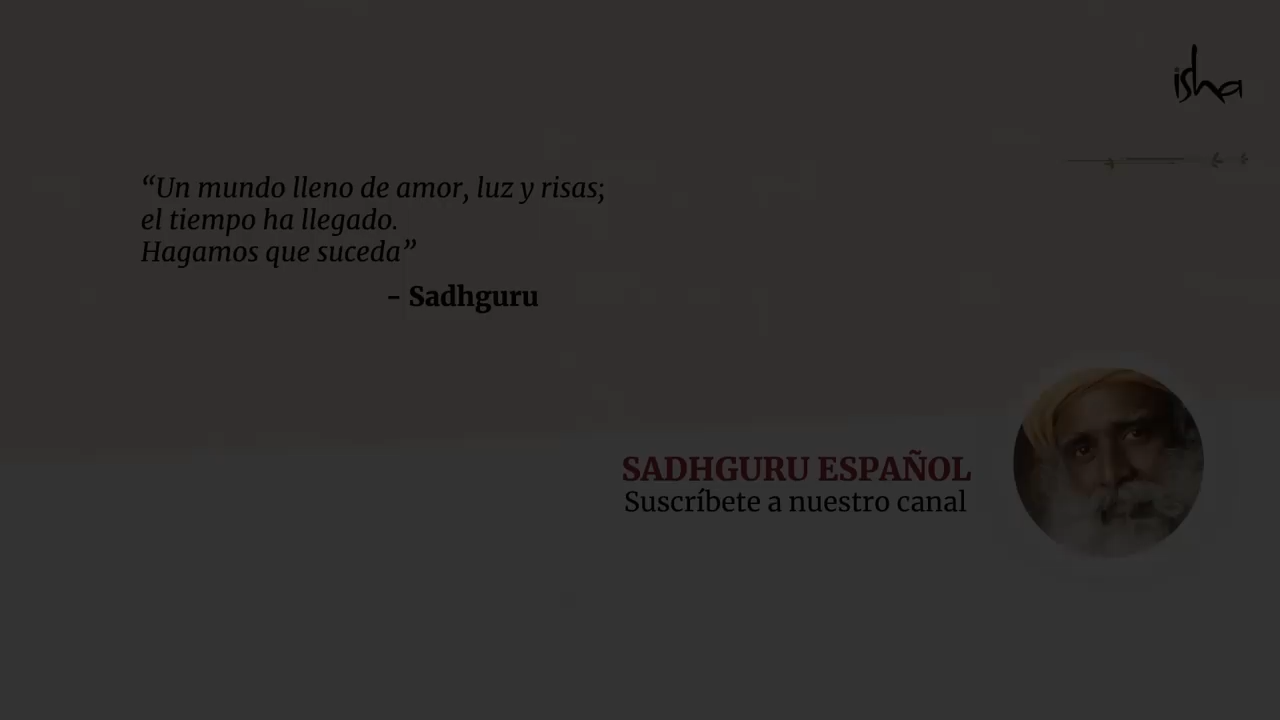 isha
“Un mundo lleno de amor, luz y risas;
el tiempo ha llegado.
Hagamos que suceda”
- Sadhguru
SADHGURU ESPAÑOL
Suscríbete a nuestro canal